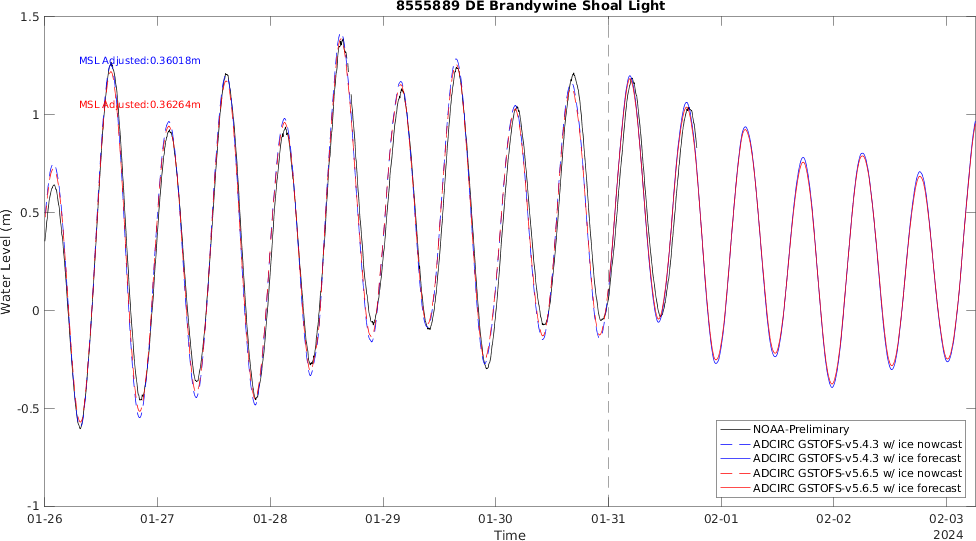 8555889 DE Brandywine Shoal Light
1.5
1
0.5
0
-0.5
-1
Water Level (m)
MSL Adjusted:0.36018m
MSL Adjusted:0.36264m
NOAA-Preliminary
ADCIRC GSTOFS-v5.4.3 w/ ice nowcast
ADCIRC GSTOFS-v5.4.3 w/ ice forecast
ADCIRC GSTOFS-v5.6.5 w/ ice nowcast
ADCIRC GSTOFS-v5.6.5 w/ ice forecast
01-26 01-27 01-28 01-29 01-30 01-31 02-01 02-02 02-03
Time
2024